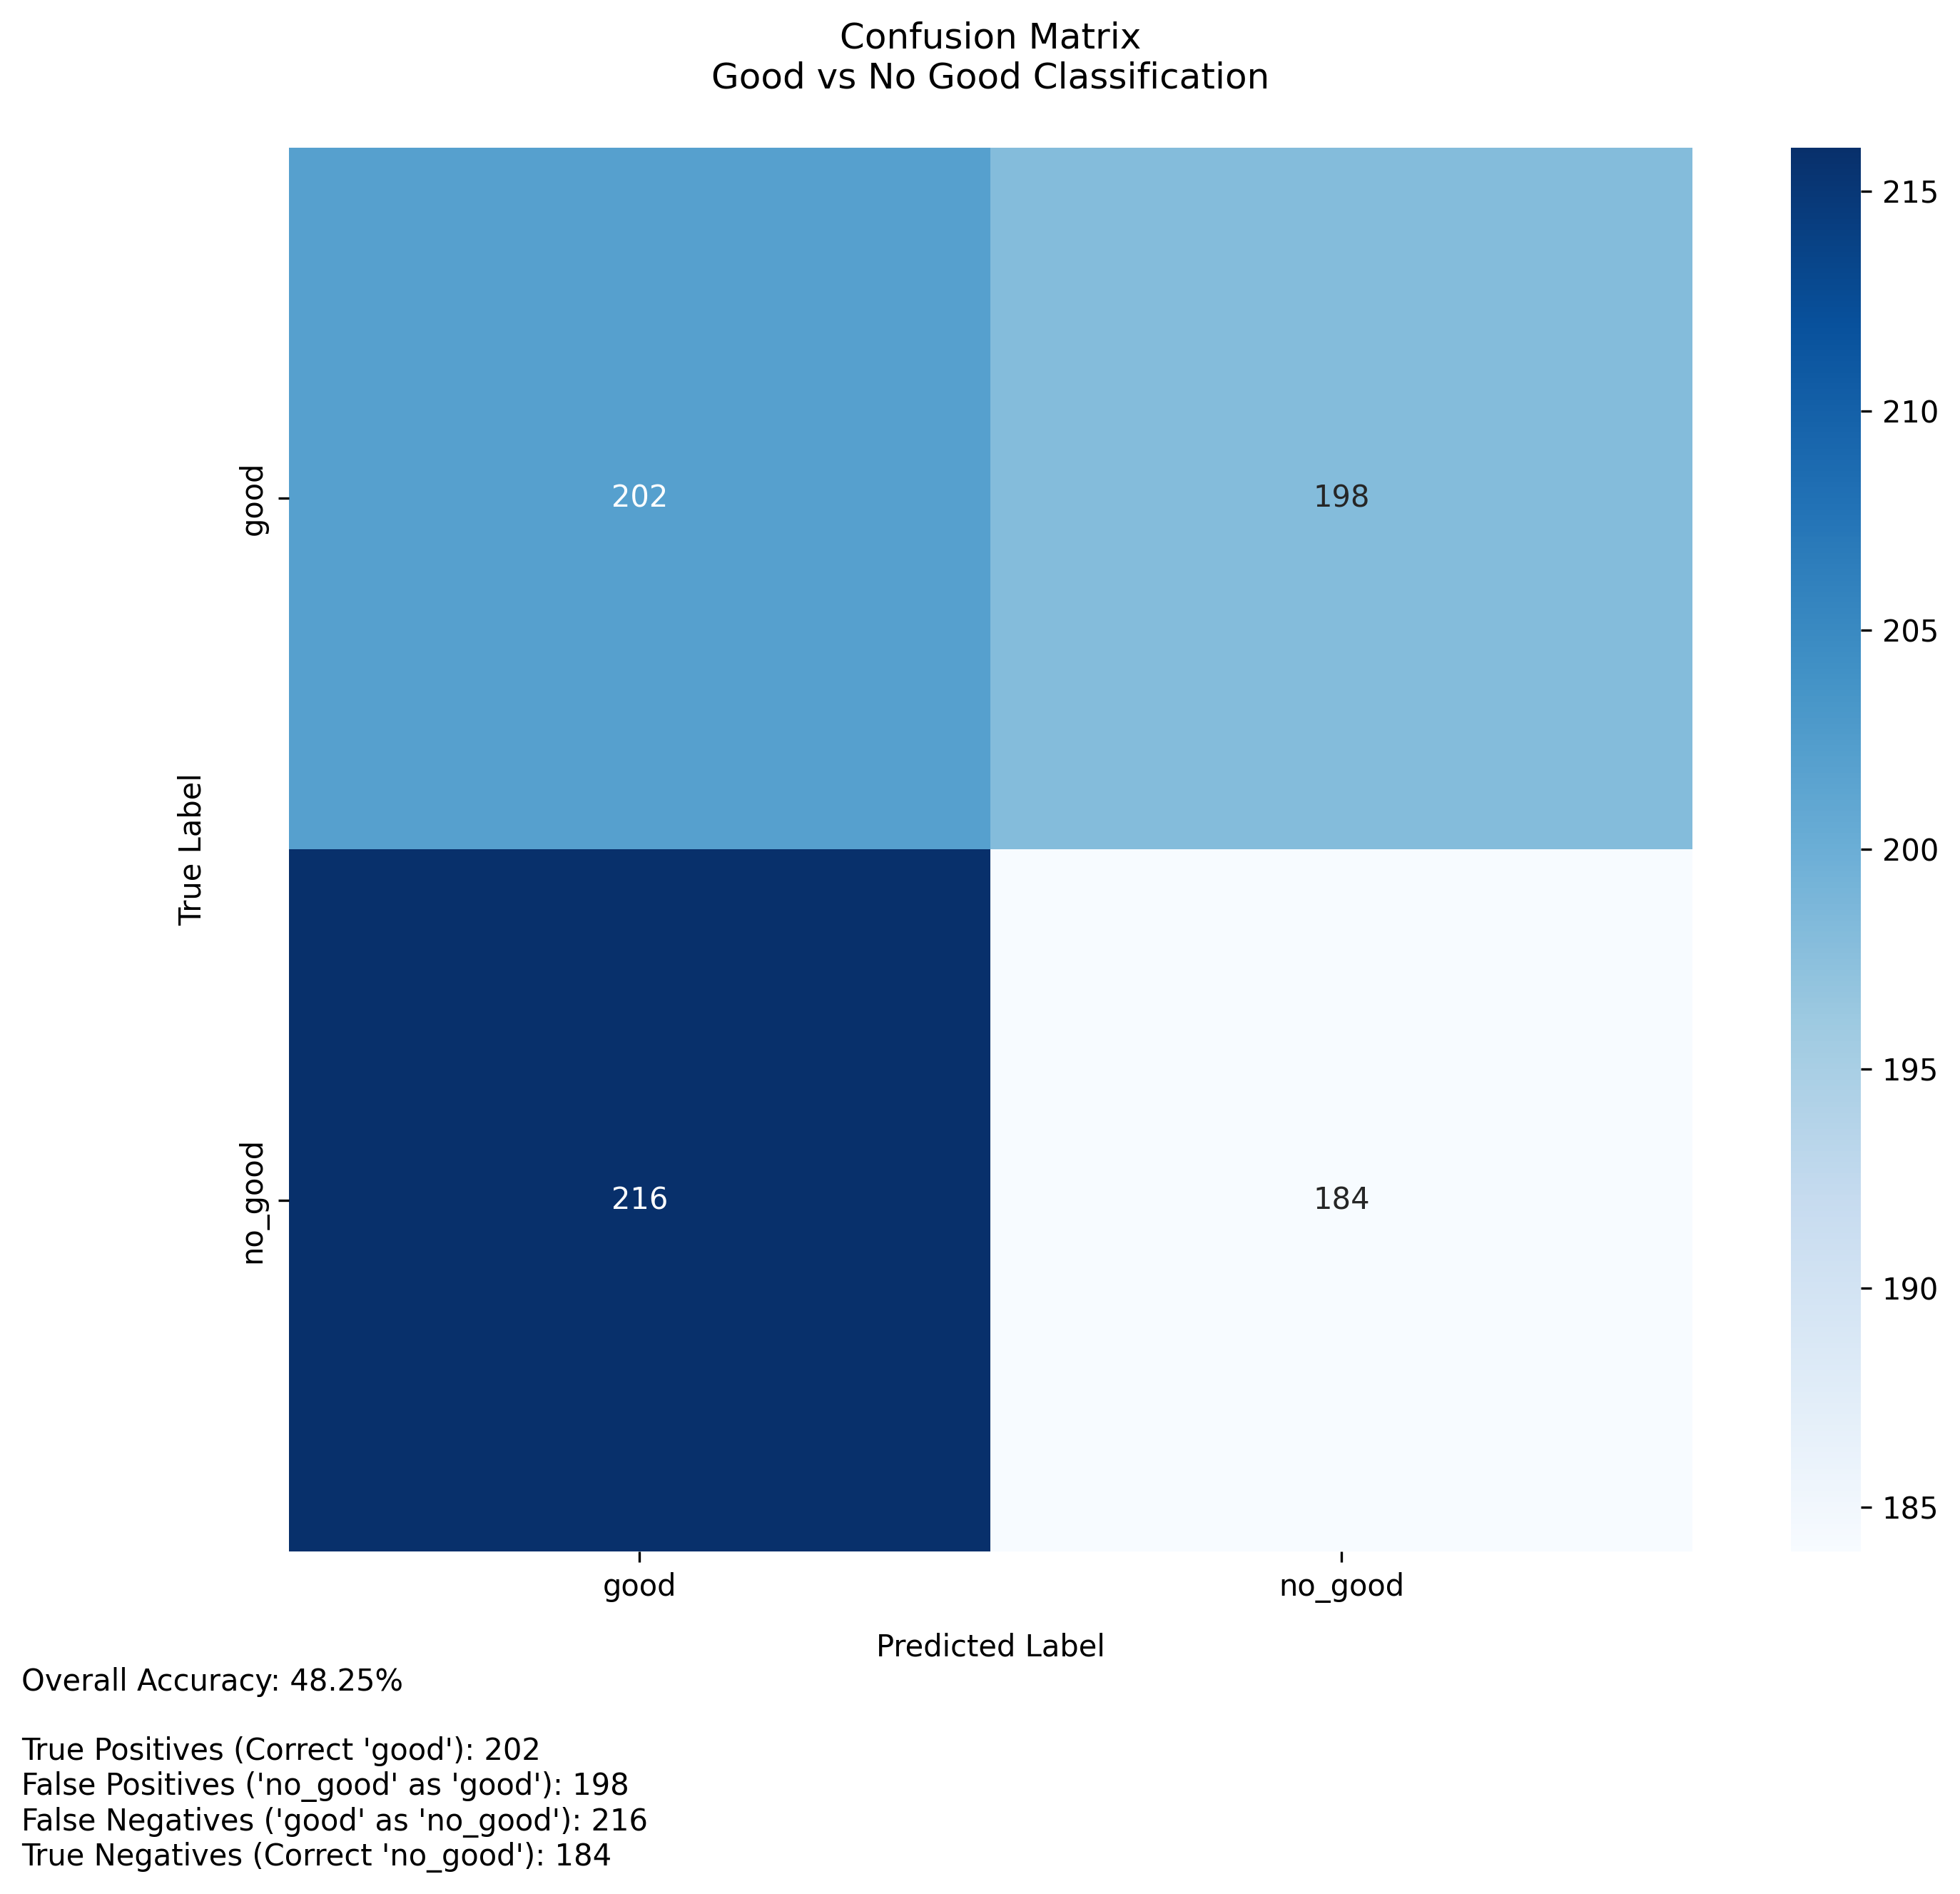 Confusion Matrix
Good vs No Good Classification
215
210
205
200
195
190
185
good
202
198
True Label
no_good
216
184
good
no_good
Predicted Label
Overall Accuracy: 48.25%
True Positives (Correct 'good'): 202
False Positives ('no_good' as 'good'): 198
False Negatives ('good' as 'no_good'): 216
True Negatives (Correct 'no_good'): 184